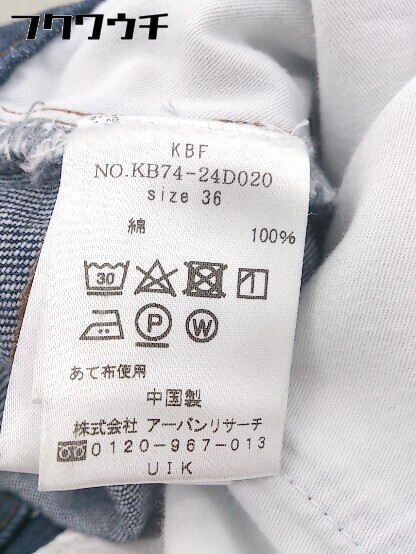 フクワウチ
KBF
NO.KB74-24D020
size 36
綿 100%
30
P W
あて布使用
中国製
株式会社 アーバンリサーチ
0120-967-013
UIK